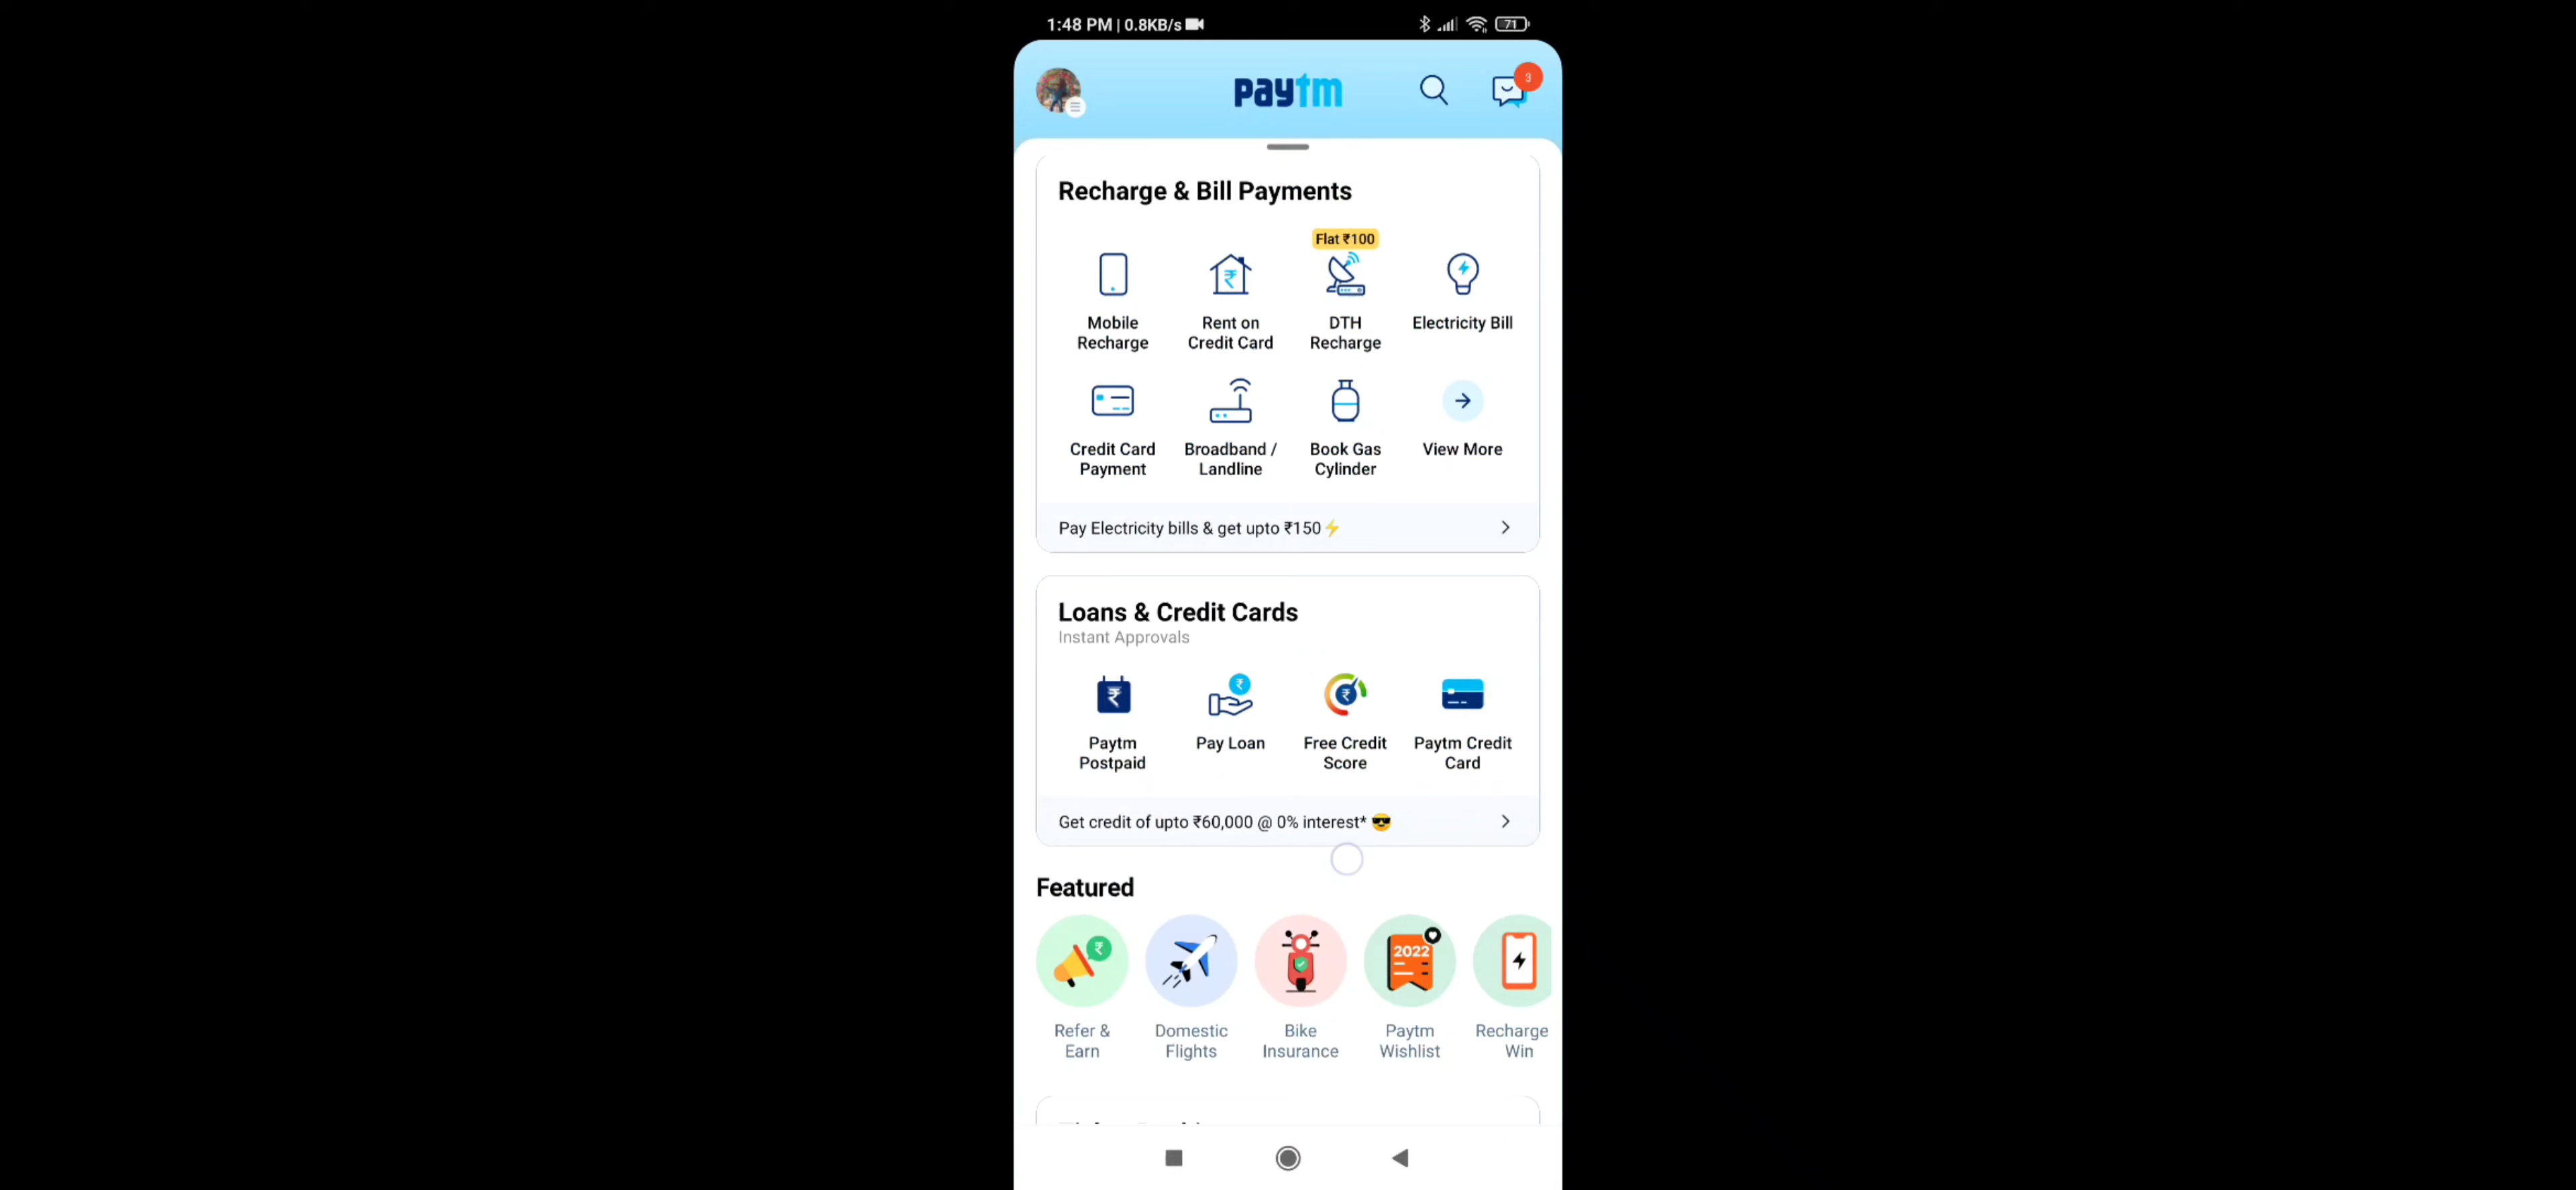 1:48 PM | 0.8KB/s
71
paytm
3
Recharge & Bill Payments
Flat ₹100
Mobile Recharge
Rent on Credit Card
DTH Recharge
Electricity Bill
Credit Card Payment
Broadband / Landline
Book Gas Cylinder
View More
Pay Electricity bills & get upto ₹150⚡
Loans & Credit Cards
Instant Approvals
Paytm Postpaid
Pay Loan
Free Credit Score
Paytm Credit Card
Get credit of upto ₹60,000 @ 0% interest* 😎
Featured
2022
Refer & Earn
Domestic Flights
Bike Insurance
Paytm Wishlist
Recharge Win